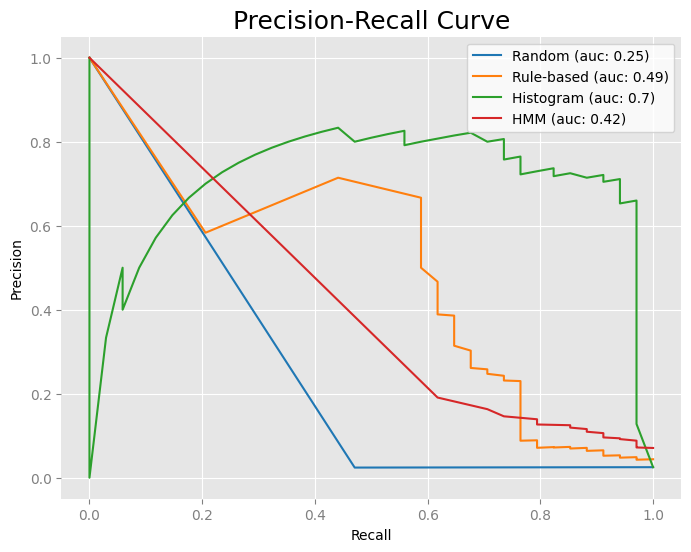 Precision-Recall Curve
Random (auc: 0.25)
Rule-based (auc: 0.49)
Histogram (auc: 0.7)
HMM (auc: 0.42)
1.0
0.8
0.6
0.4
0.2
0.0
Precision
0.0 0.2 0.4 0.6 0.8 1.0
Recall